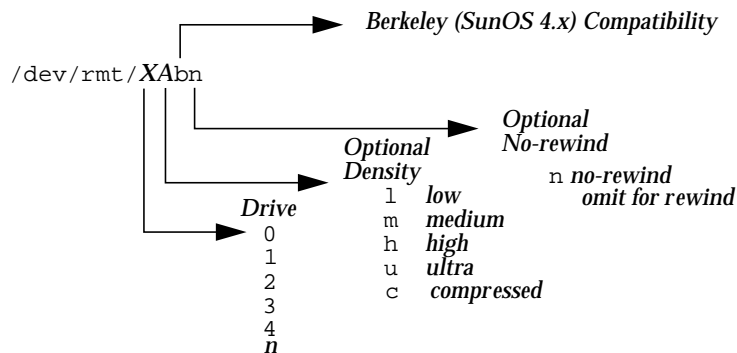 Berkeley (SunOS 4.x) Compatibility
/dev/rmt/XAbn
Optional
No-rewind
n no-rewind
omit for rewind
Optional
Density
l low
m medium
h high
u ultra
c compressed
Drive
0
1
2
3
4
n